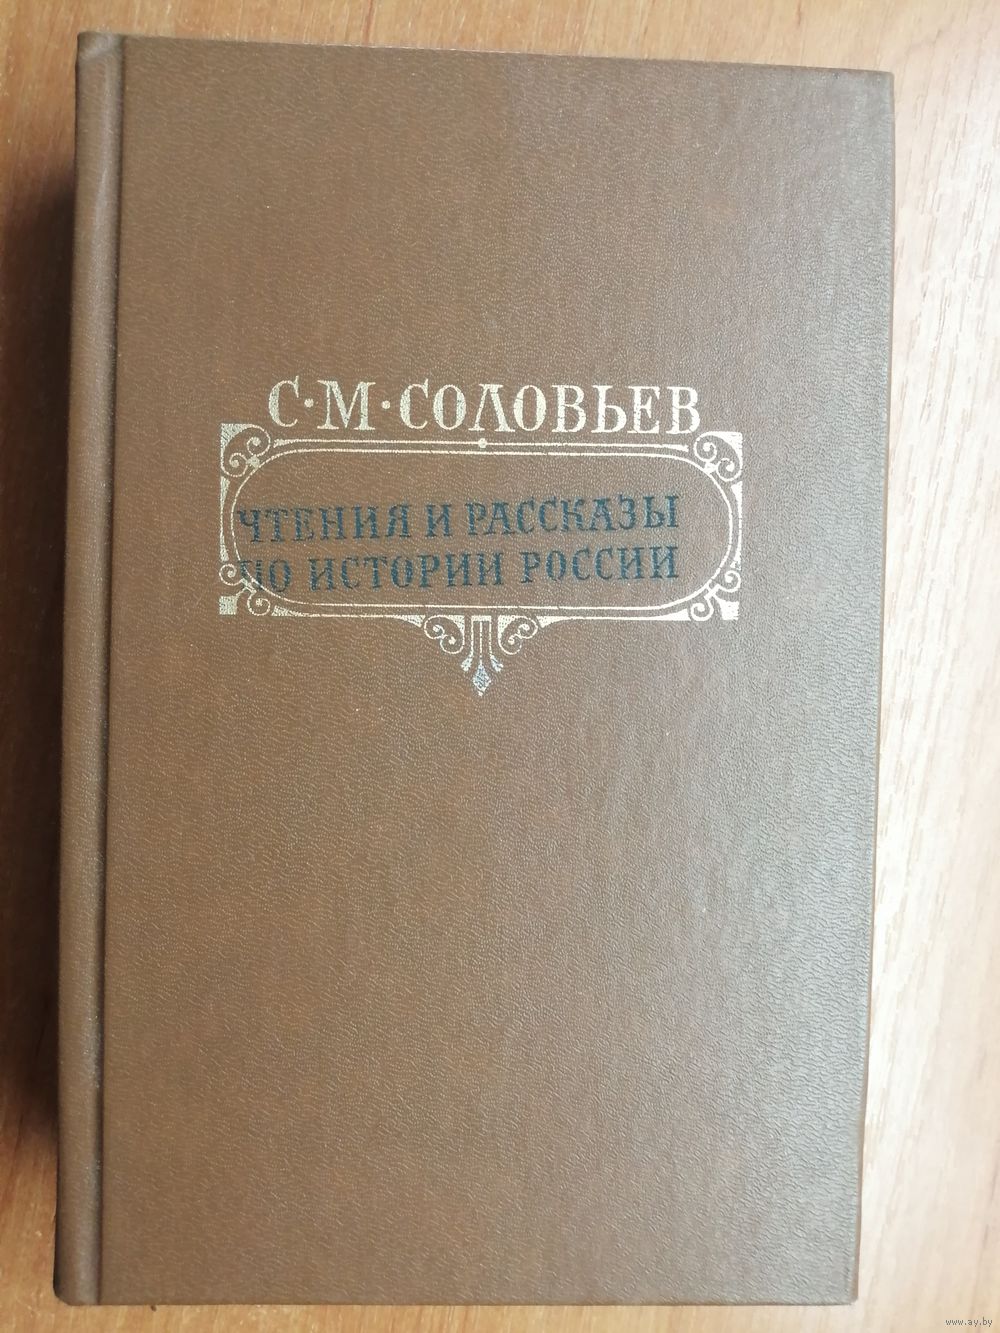 С·М·СОЛОВЬЕВ
ЧТЕНИЯ И РАССКАЗЫ
ПО ИСТОРИИ РОССИИ
www.ay.by